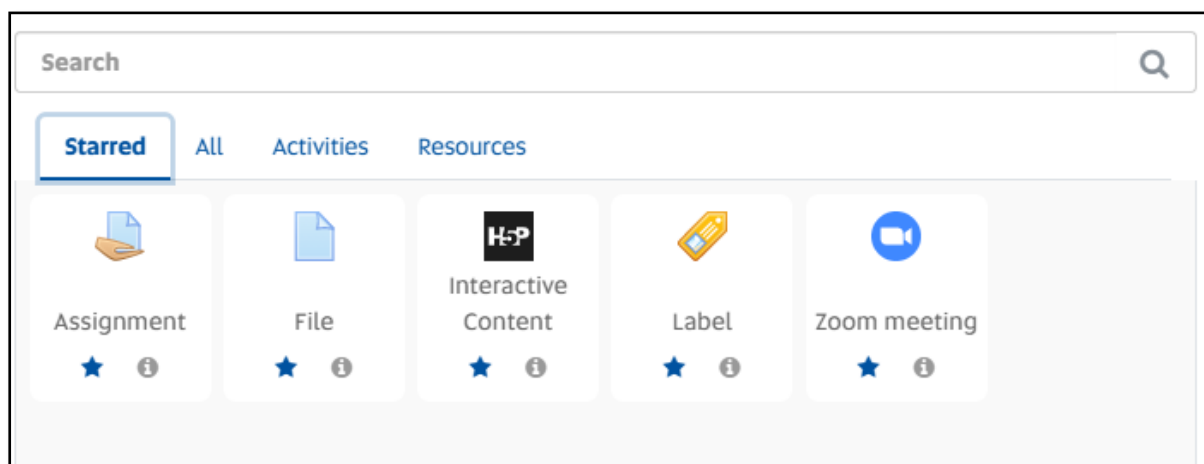 Search
Starred
All
Activities
Resources
H5P
Interactive
Assignment
File
Content
Label
Zoom meeting